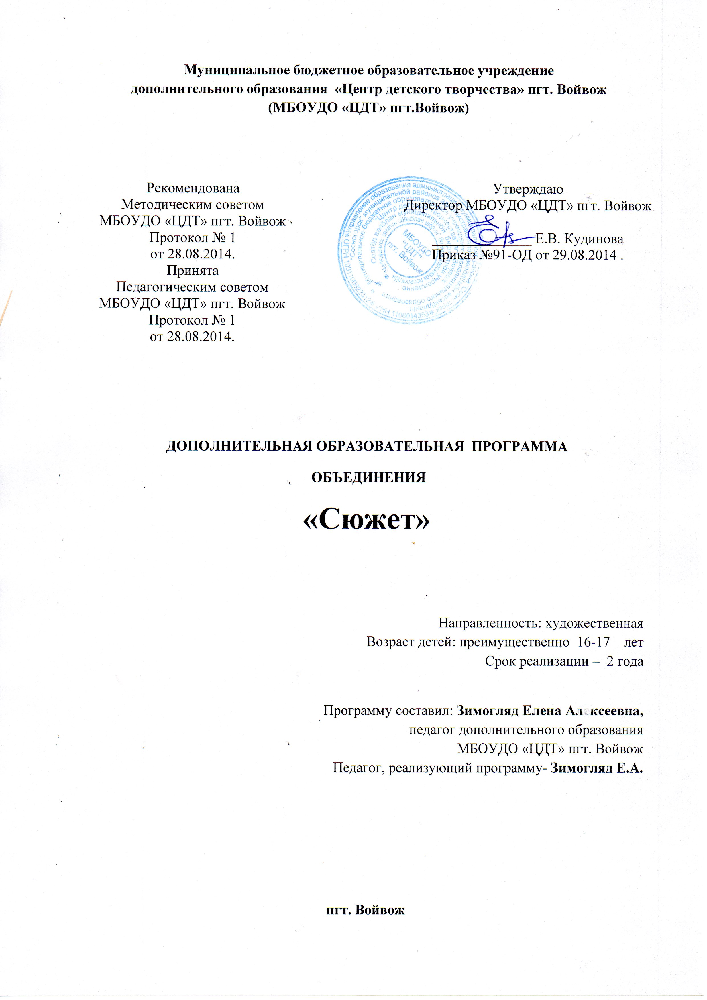 Муниципальное бюджетное образовательное учреждение
дополнительного образования «Центр детского творчества» пгт. Войвож
(МБОУДО «ЦДТ» пгт.Войвож)
Рекомендована
Методическим советом
МБОУДО «ЦДТ» пгт. Войвож
Протокол № 1
от 28.08.2014.
Принята
Педагогическим советом
МБОУДО «ЦДТ» пгт. Войвож
Протокол № 1
от 28.08.2014.
Утверждаю
Директор МБОУДО «ЦДТ» пгт. Войвож
Е.В. Кудинова
Приказ №91-ОД от 29.08.2014 .
МБОУДО
"ЦДТ"
пгт. Войвож
ДОПОЛНИТЕЛЬНАЯ ОБРАЗОВАТЕЛЬНАЯ ПРОГРАММА
ОБЪЕДИНЕНИЯ
«Сюжет»
Направленность: художественная
Возраст детей: преимущественно 16-17 лет
Срок реализации – 2 года
Программу составил: Зимогляд Елена Алексеевна,
педагог дополнительного образования
МБОУДО «ЦДТ» пгт. Войвож
Педагог, реализующий программу- Зимогляд Е.А.
пгт. Войвож